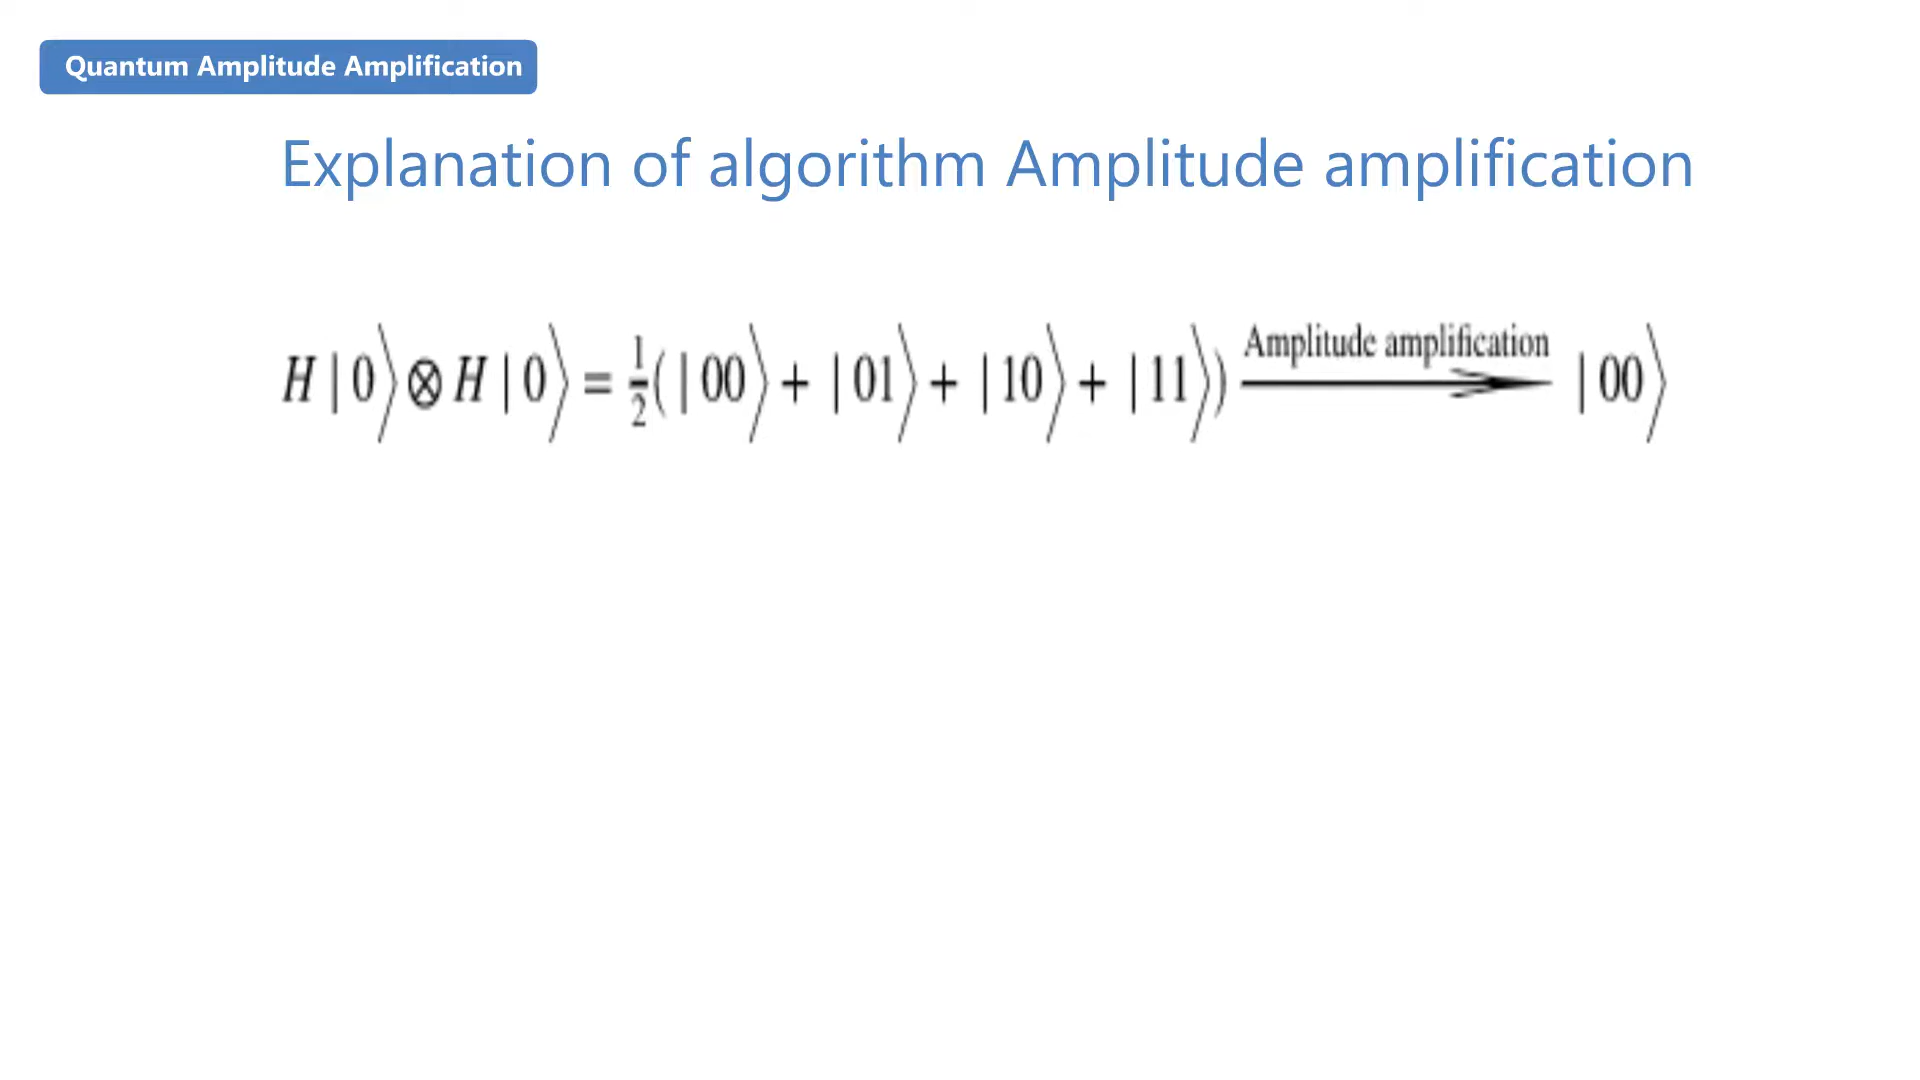 Quantum Amplitude Amplification
Explanation of algorithm Amplitude amplification
H|0⟩⊗H|0⟩=½(|00⟩+|01⟩+|10⟩+|11⟩) Amplitude amplification |00⟩